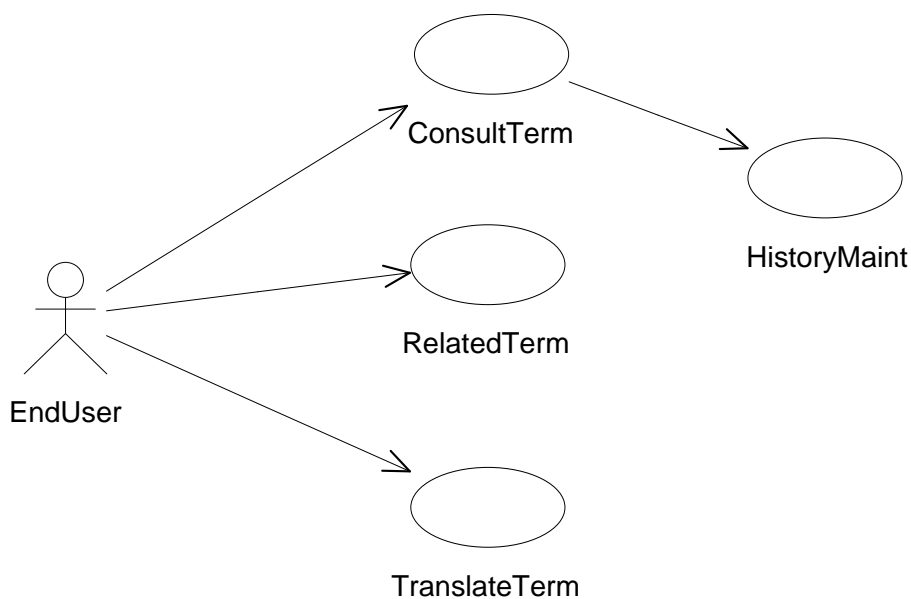 ConsultTerm
HistoryMaint
RelatedTerm
EndUser
TranslateTerm